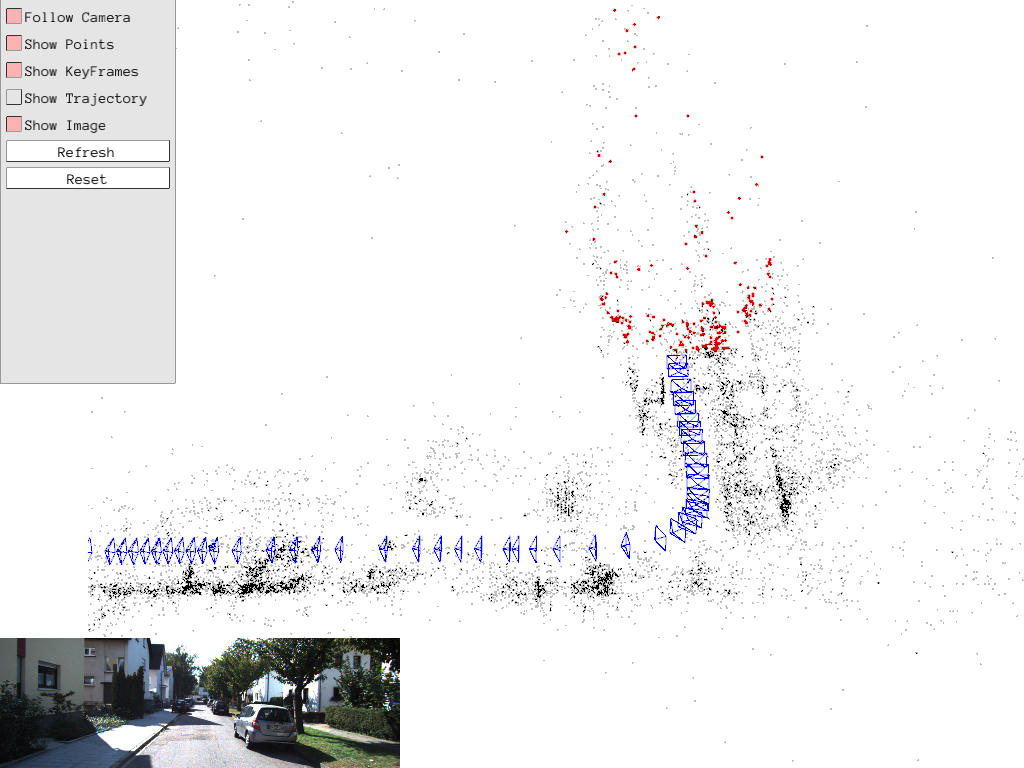 Follow Camera
Show Points
Show KeyFrames
Show Trajectory
Show Image
Refresh
Reset